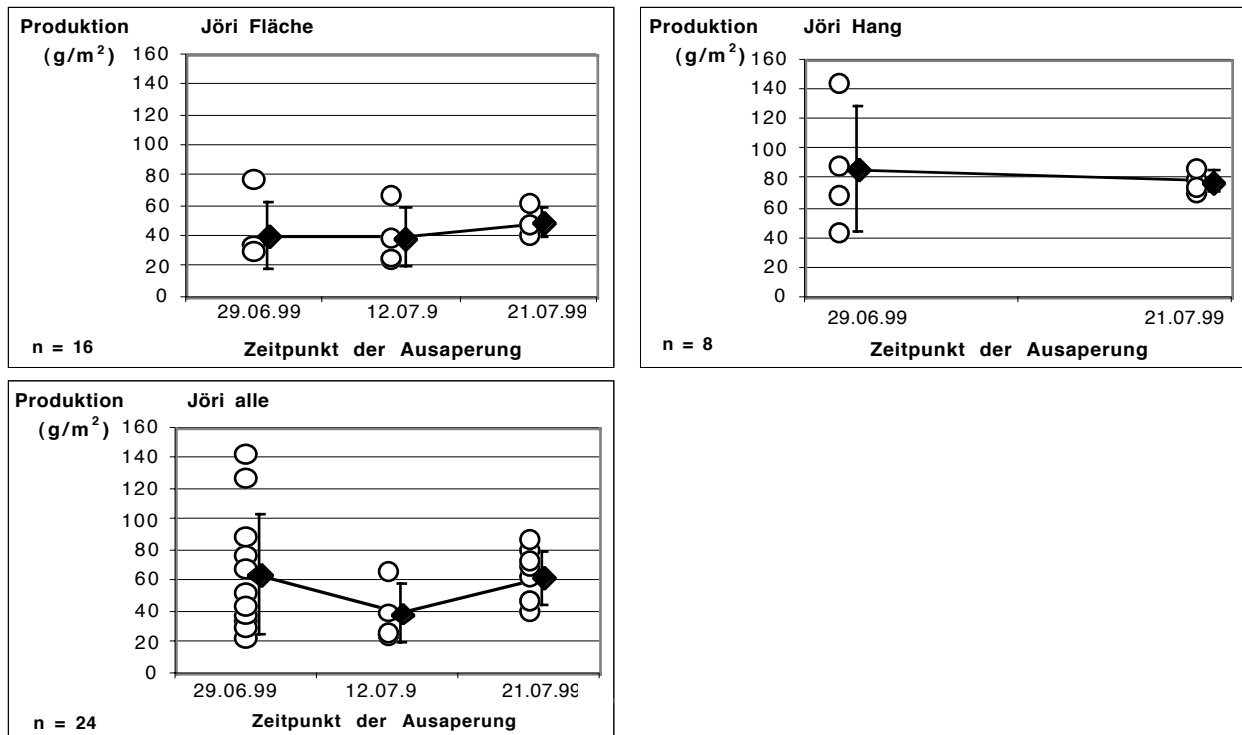 Produktion Jöri Fläche
(g/m²)
160
140
120
100
80
60
40
20
0
29.06.99 12.07.9 21.07.99
n = 16 Zeitpunkt der Ausaperung
Produktion Jöri Hang
(g/m²)
160
140
120
100
80
60
40
20
0
29.06.99 21.07.99
n = 8 Zeitpunkt der Ausaperung
Produktion Jöri alle
(g/m²)
160
140
120
100
80
60
40
20
0
29.06.99 12.07.9 21.07.99
n = 24 Zeitpunkt der Ausaperung